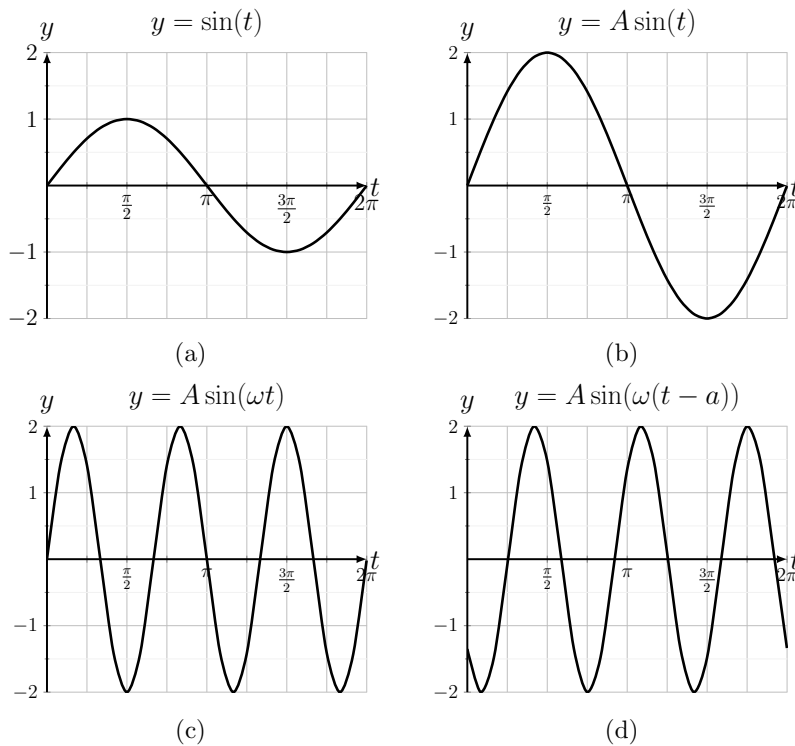 y = sin(t)
y
2
1
−1
−2
π/2
π
3π/2
2π
t
(a)
y = A sin(t)
y
2
1
−1
−2
π/2
π
3π/2
2π
t
(b)
y = A sin(ωt)
y
2
1
−1
−2
π/2
π
3π/2
2π
t
(c)
y = A sin(ω(t − a))
y
2
1
−1
−2
π/2
π
3π/2
2π
t
(d)